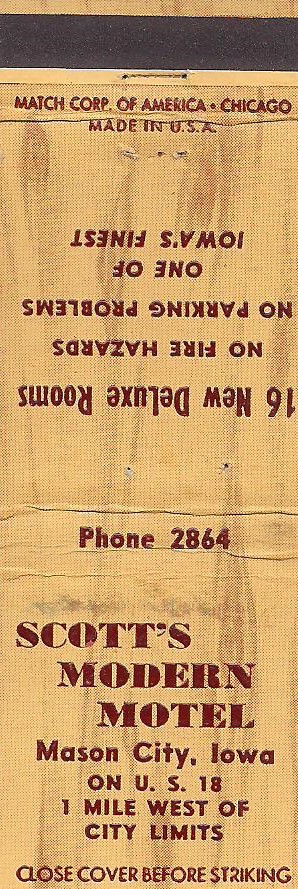 MATCH CORP. OF AMERICA • CHICAGO
MADE IN U.S.A.
16 New Deluxe Rooms
NO FIRE HAZARDS
NO PARKING PROBLEMS
ONE OF
IOWA'S FINEST
Phone 2864
SCOTT'S
MODERN
MOTEL
Mason City, Iowa
ON U. S. 18
1 MILE WEST OF
CITY LIMITS
CLOSE COVER BEFORE STRIKING